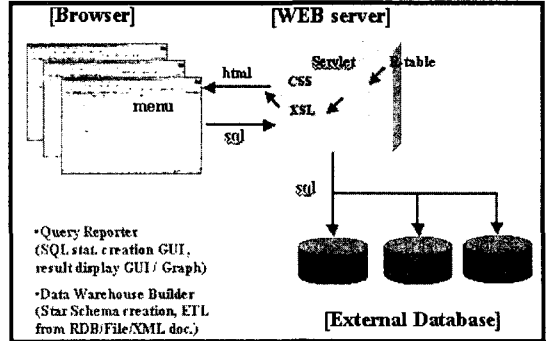 [Browser]
[WEB server]
Servlet
R-table
html
CSS
menu
XSL
sql
sql
•Query Reporter
(SQL stat. creation GUI,
result display GUI / Graph)
•Data Warehouse Builder
(Star Schema creation, ETL
from RDB/File/XML doc.)
[External Database]